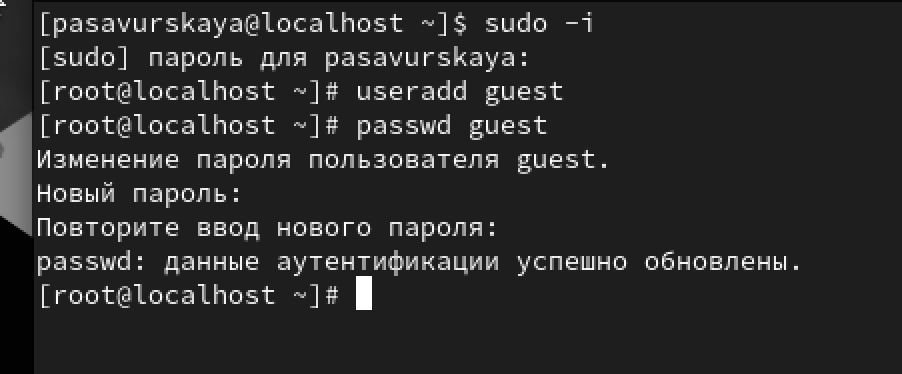 [pasavurskaya@localhost ~]$ sudo -i
[sudo] пароль для pasavurskaya:
[root@localhost ~]# useradd guest
[root@localhost ~]# passwd guest
Изменение пароля пользователя guest.
Новый пароль:
Повторите ввод нового пароля:
passwd: данные аутентификации успешно обновлены.
[root@localhost ~]#